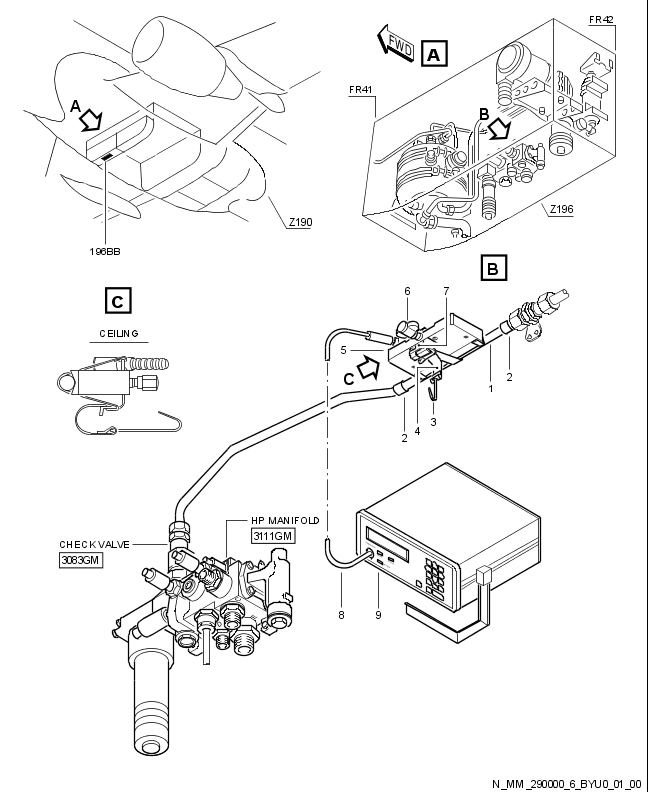 FR42
FWD
A
FR41
A
B
Z190
Z196
196BB
B
C
CEILING
6
7
5
C
1
2
2
4
3
HP MANIFOLD
3111GM
CHECK VALVE
3083GM
8
9
N_MM_290000_6_BYU0_01_00